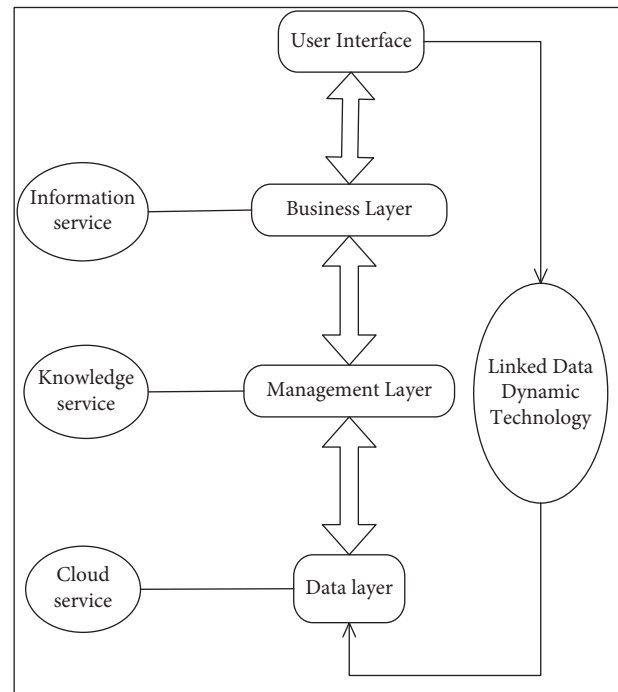 User Interface
Information
service
Business Layer
Knowledge
service
Management Layer
Linked Data
Dynamic
Technology
Cloud
service
Data layer